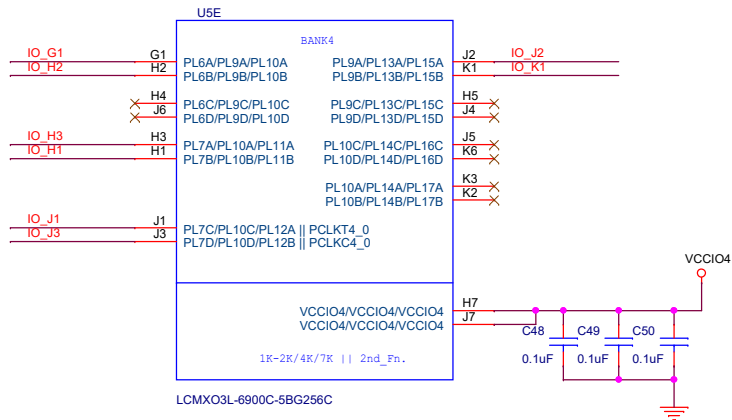 U5E
BANK4
IO_G1 G1 PL6A/PL9A/PL10A PL9A/PL13A/PL15A J2 IO_J2
IO_H2 H2 PL6B/PL9B/PL10B PL9B/PL13B/PL15B K1 IO_K1
H4 PL6C/PL9C/PL10C PL9C/PL13C/PL15C H5
J6 PL6D/PL9D/PL10D PL9D/PL13D/PL15D J4
IO_H3 H3 PL7A/PL10A/PL11A PL10C/PL14C/PL16C J5
IO_H1 H1 PL7B/PL10B/PL11B PL10D/PL14D/PL16D K6
PL10A/PL14A/PL17A K3
PL10B/PL14B/PL17B K2
IO_J1 J1 PL7C/PL10C/PL12A || PCLKT4_0
IO_J3 J3 PL7D/PL10D/PL12B || PCLKC4_0
VCCIO4
VCCIO4/VCCIO4/VCCIO4 H7
VCCIO4/VCCIO4/VCCIO4 J7
C48 C49 C50
0.1uF 0.1uF 0.1uF
1K-2K/4K/7K || 2nd_Fn.
LCMXO3L-6900C-5BG256C